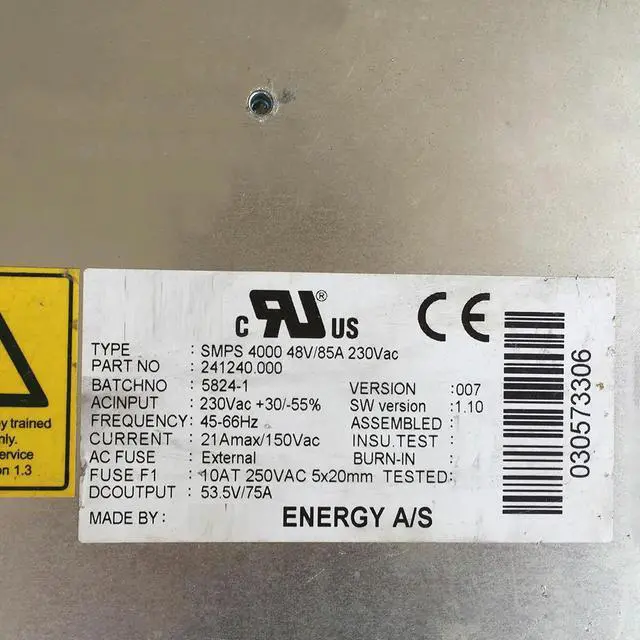 y trained
nly.
ervice
on 1.3
c RU® US
CE
TYPE : SMPS 4000 48V/85A 230Vac
PART NO : 241240.000
BATCHNO : 5824-1 VERSION :007
ACINPUT : 230Vac +30/-55% SW version :1.10
FREQUENCY: 45-66Hz ASSEMBLED :
CURRENT : 21Amax/150Vac INSU.TEST :
AC FUSE : External BURN-IN :
FUSE F1 : 10AT 250VAC 5x20mm TESTED:
DCOUTPUT : 53.5V/75A
MADE BY : ENERGY A/S
030573306